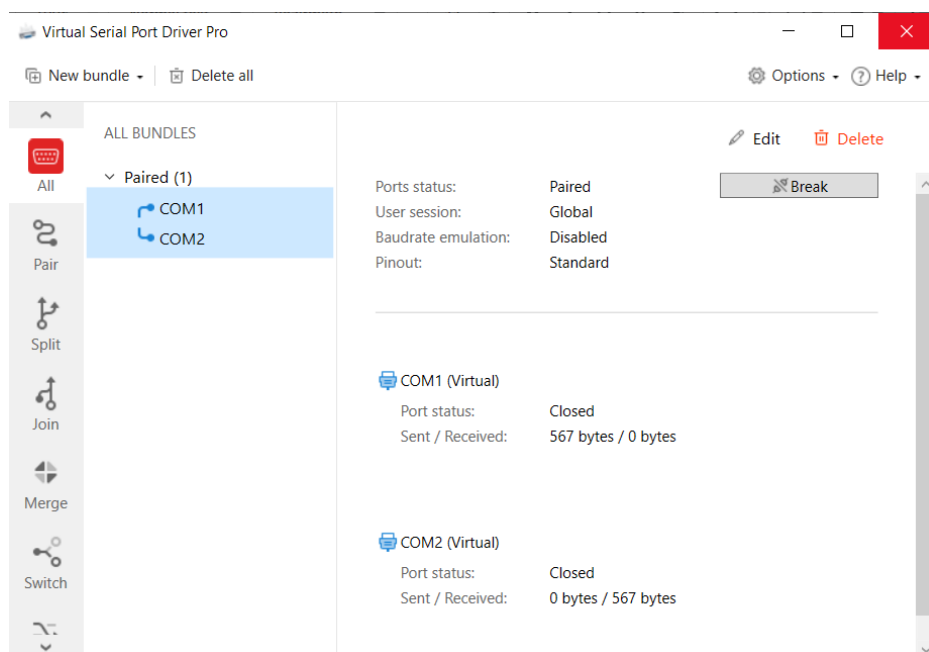 Virtual Serial Port Driver Pro
New bundle
Delete all
Options
Help
All
Pair
Split
Join
Merge
Switch
ALL BUNDLES
Paired (1)
COM1
COM2
Edit
Delete
Ports status: Paired
Break
User session: Global
Baudrate emulation: Disabled
Pinout: Standard
COM1 (Virtual)
Port status: Closed
Sent / Received: 567 bytes / 0 bytes
COM2 (Virtual)
Port status: Closed
Sent / Received: 0 bytes / 567 bytes